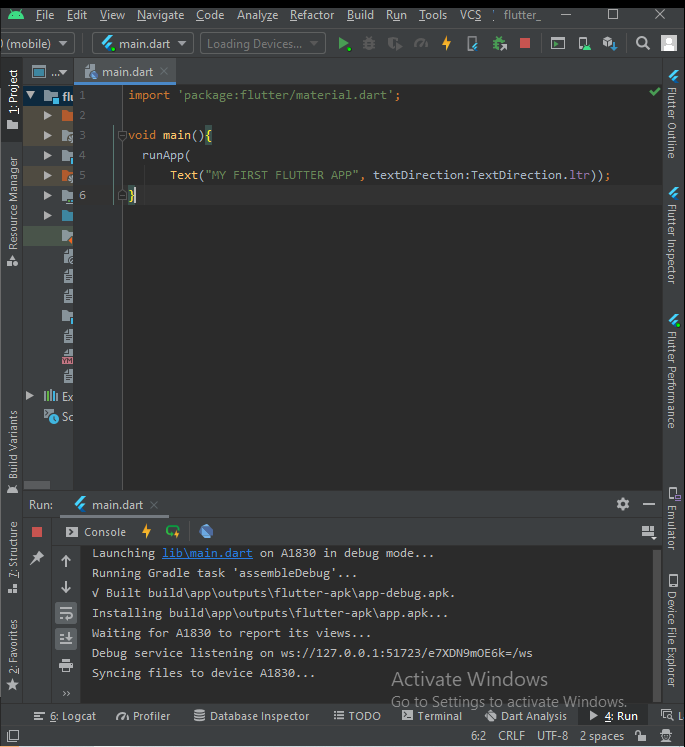 File Edit View Navigate Code Analyze Refactor Build Run Tools VCS flutter_
(mobile) main.dart Loading Devices...
... main.dart
1: Project
Resource Manager
Build Variants
7: Structure
2: Favorites
flu
Ex
Sc
1 import 'package:flutter/material.dart';
2
3 void main(){
4 runApp(
5 Text("MY FIRST FLUTTER APP", textDirection:TextDirection.ltr));
6 }
Flutter Outline
Flutter Inspector
Flutter Performance
Emulator
Device File Explorer
Run: main.dart
Console
Launching lib\main.dart on A1830 in debug mode...
Running Gradle task 'assembleDebug'...
√ Built build\app\outputs\flutter-apk\app-debug.apk.
Installing build\app\outputs\flutter-apk\app.apk...
Waiting for A1830 to report its views...
Debug service listening on ws://127.0.0.1:51723/e7XDN9mOE6k=/ws
Syncing files to device A1830...
Activate Windows
Go to Settings to activate Windows.
6: Logcat Profiler Database Inspector TODO Terminal Dart Analysis 4: Run L
6:2 CRLF UTF-8 2 spaces